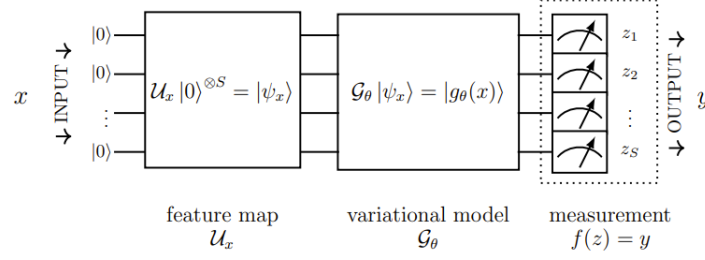 x
INPUT
|0⟩
|0⟩
⋮
|0⟩
𝒰ₓ |0⟩^{⊗S} = |ψₓ⟩
𝒢_θ |ψₓ⟩ = |g_θ(x)⟩
z₁
z₂
⋮
z_S
OUTPUT
y
feature map
𝒰ₓ
variational model
𝒢_θ
measurement
f(z) = y